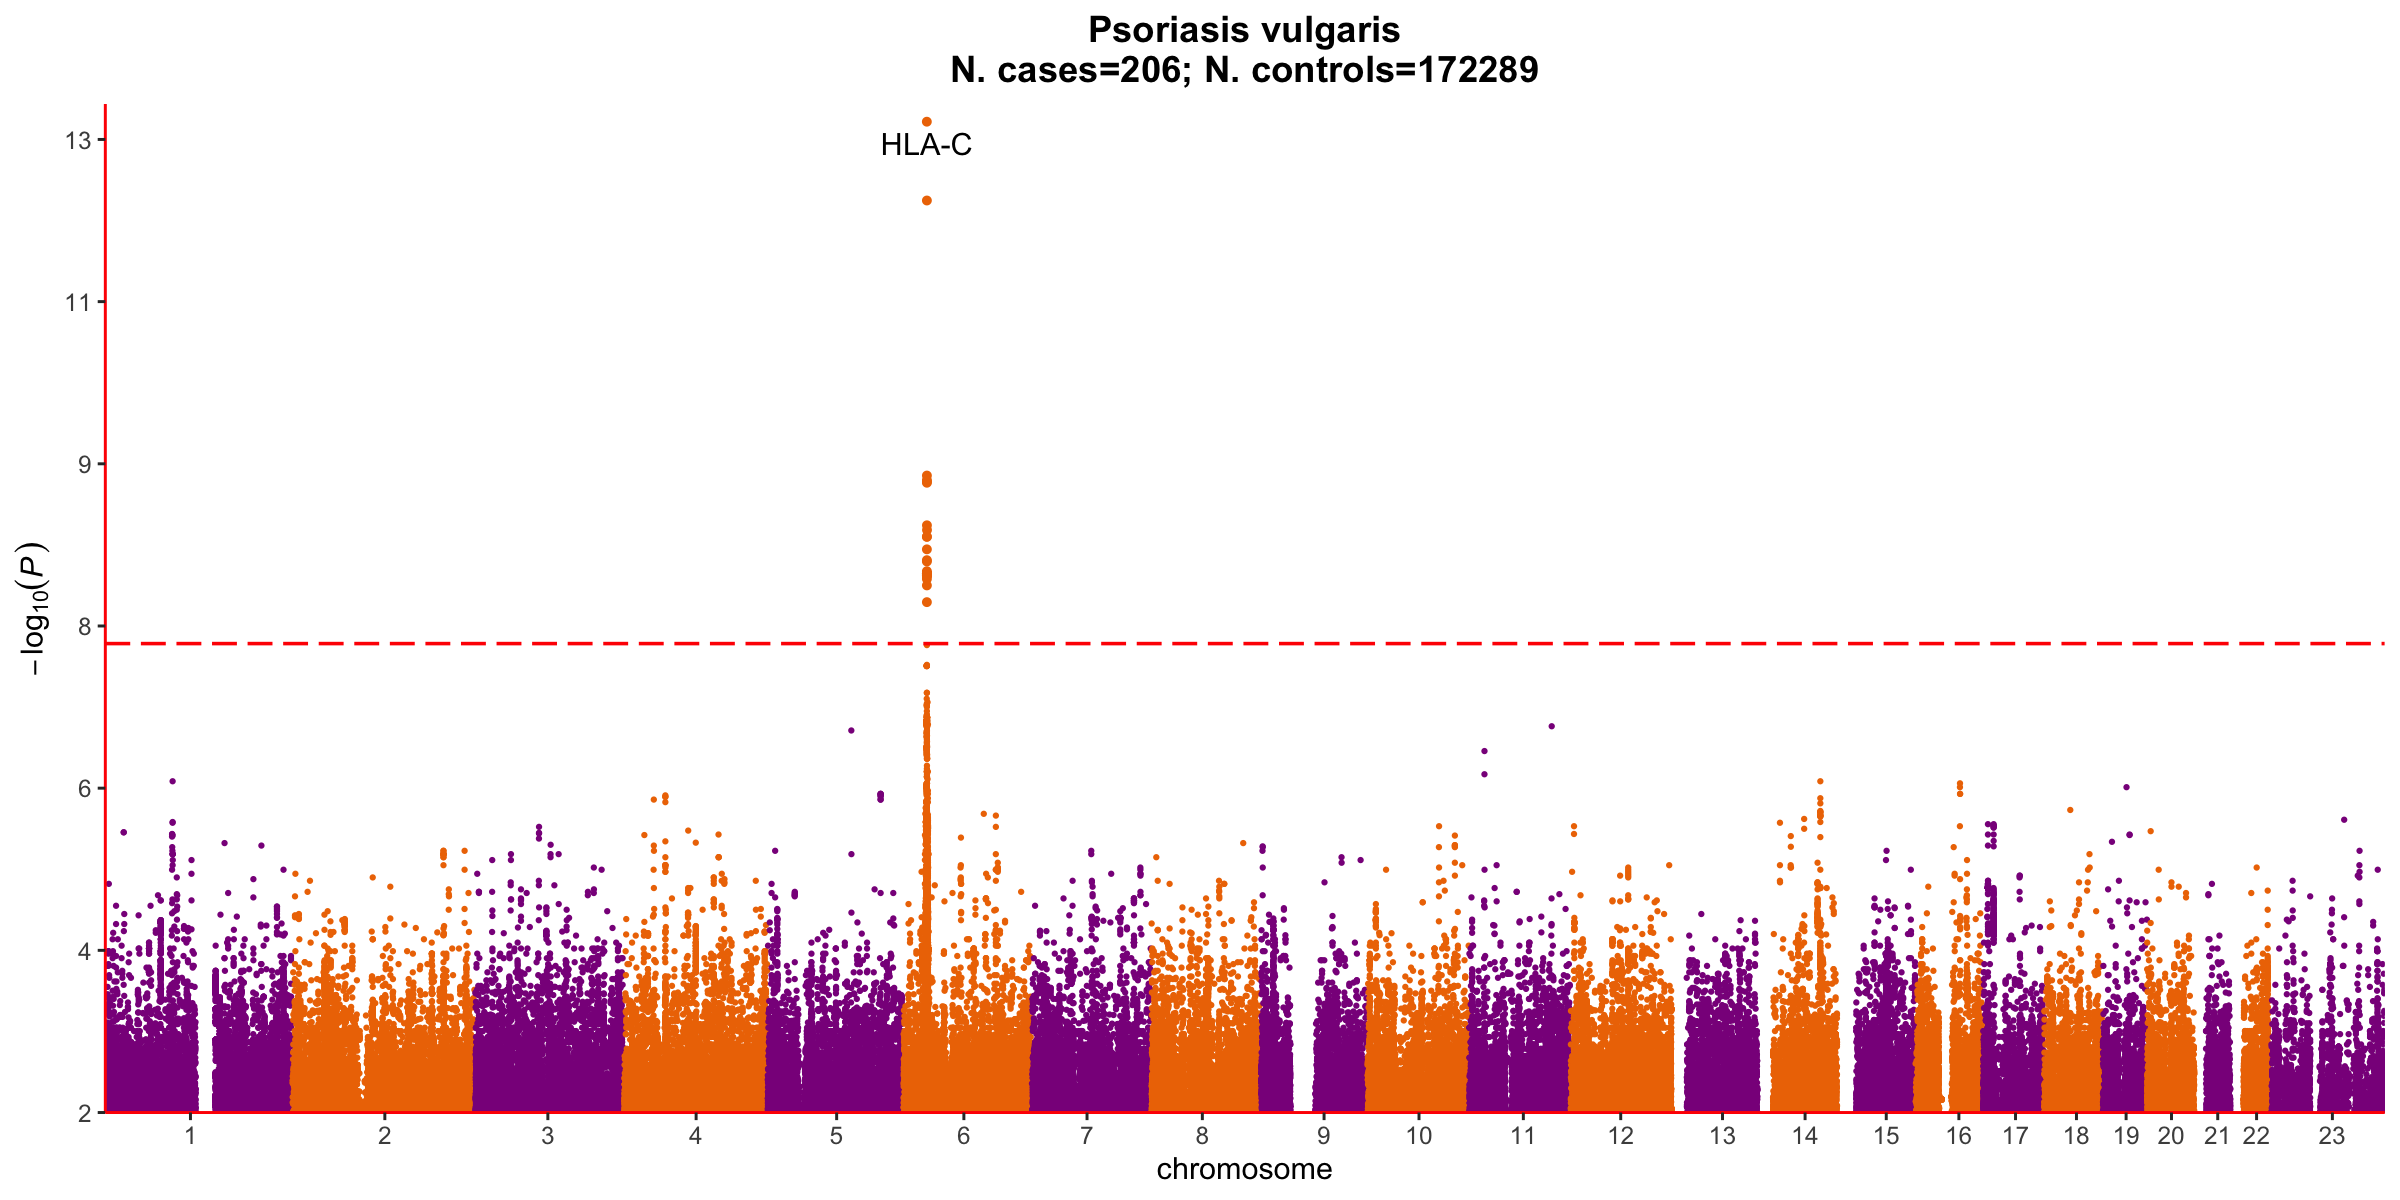 Psoriasis vulgaris
N. cases=206; N. controls=172289
HLA-C
13
11
9
8
6
4
2
−log10(P)
1 2 3 4 5 6 7 8 9 10 11 12 13 14 15 16 17 18 19 20 21 22 23
chromosome